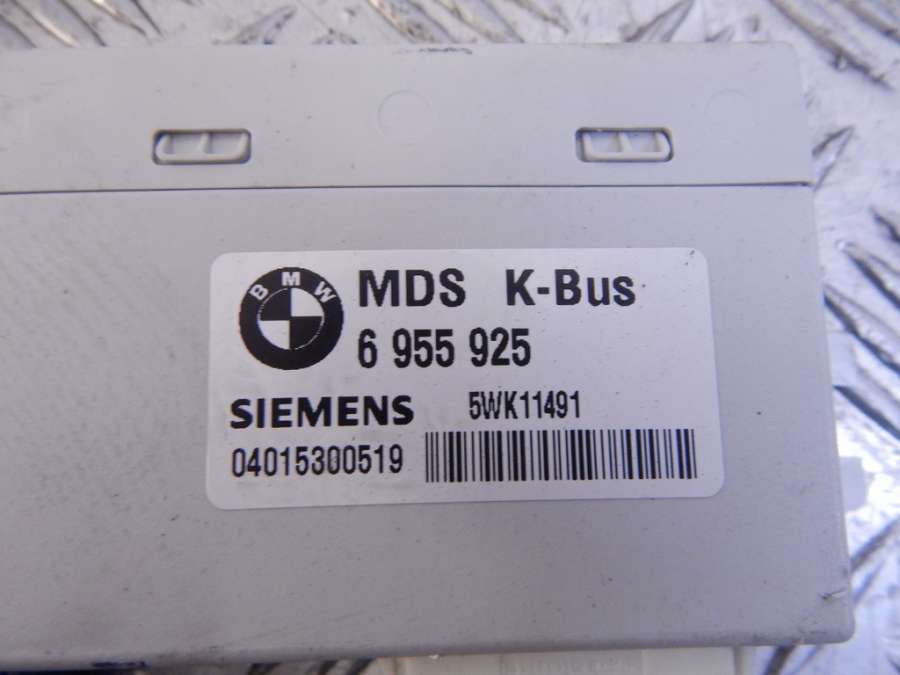 BMW
MDS K-Bus
6 955 925
SIEMENS 5WK11491
04015300519